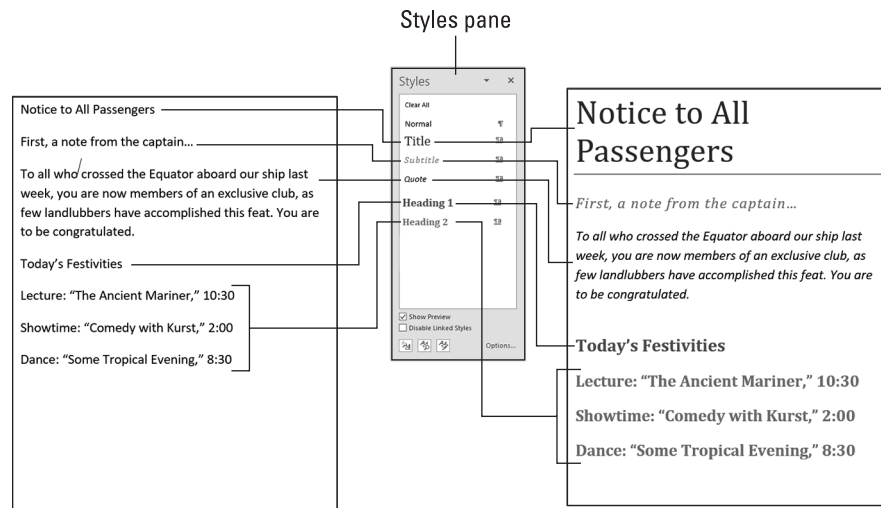 Styles pane
Notice to All Passengers
First, a note from the captain…
To all who crossed the Equator aboard our ship last
week, you are now members of an exclusive club, as
few landlubbers have accomplished this feat. You are
to be congratulated.
Today’s Festivities
Lecture: “The Ancient Mariner,” 10:30
Showtime: “Comedy with Kurst,” 2:00
Dance: “Some Tropical Evening,” 8:30
Styles
Clear All
Normal ¶
Title ¶a
Subtitle ¶a
Quote ¶a
Heading 1 ¶a
Heading 2 ¶a
Show Preview
Disable Linked Styles
Options...
Notice to All
Passengers
First, a note from the captain…
To all who crossed the Equator aboard our ship last
week, you are now members of an exclusive club, as
few landlubbers have accomplished this feat. You are
to be congratulated.
Today’s Festivities
Lecture: “The Ancient Mariner,” 10:30
Showtime: “Comedy with Kurst,” 2:00
Dance: “Some Tropical Evening,” 8:30